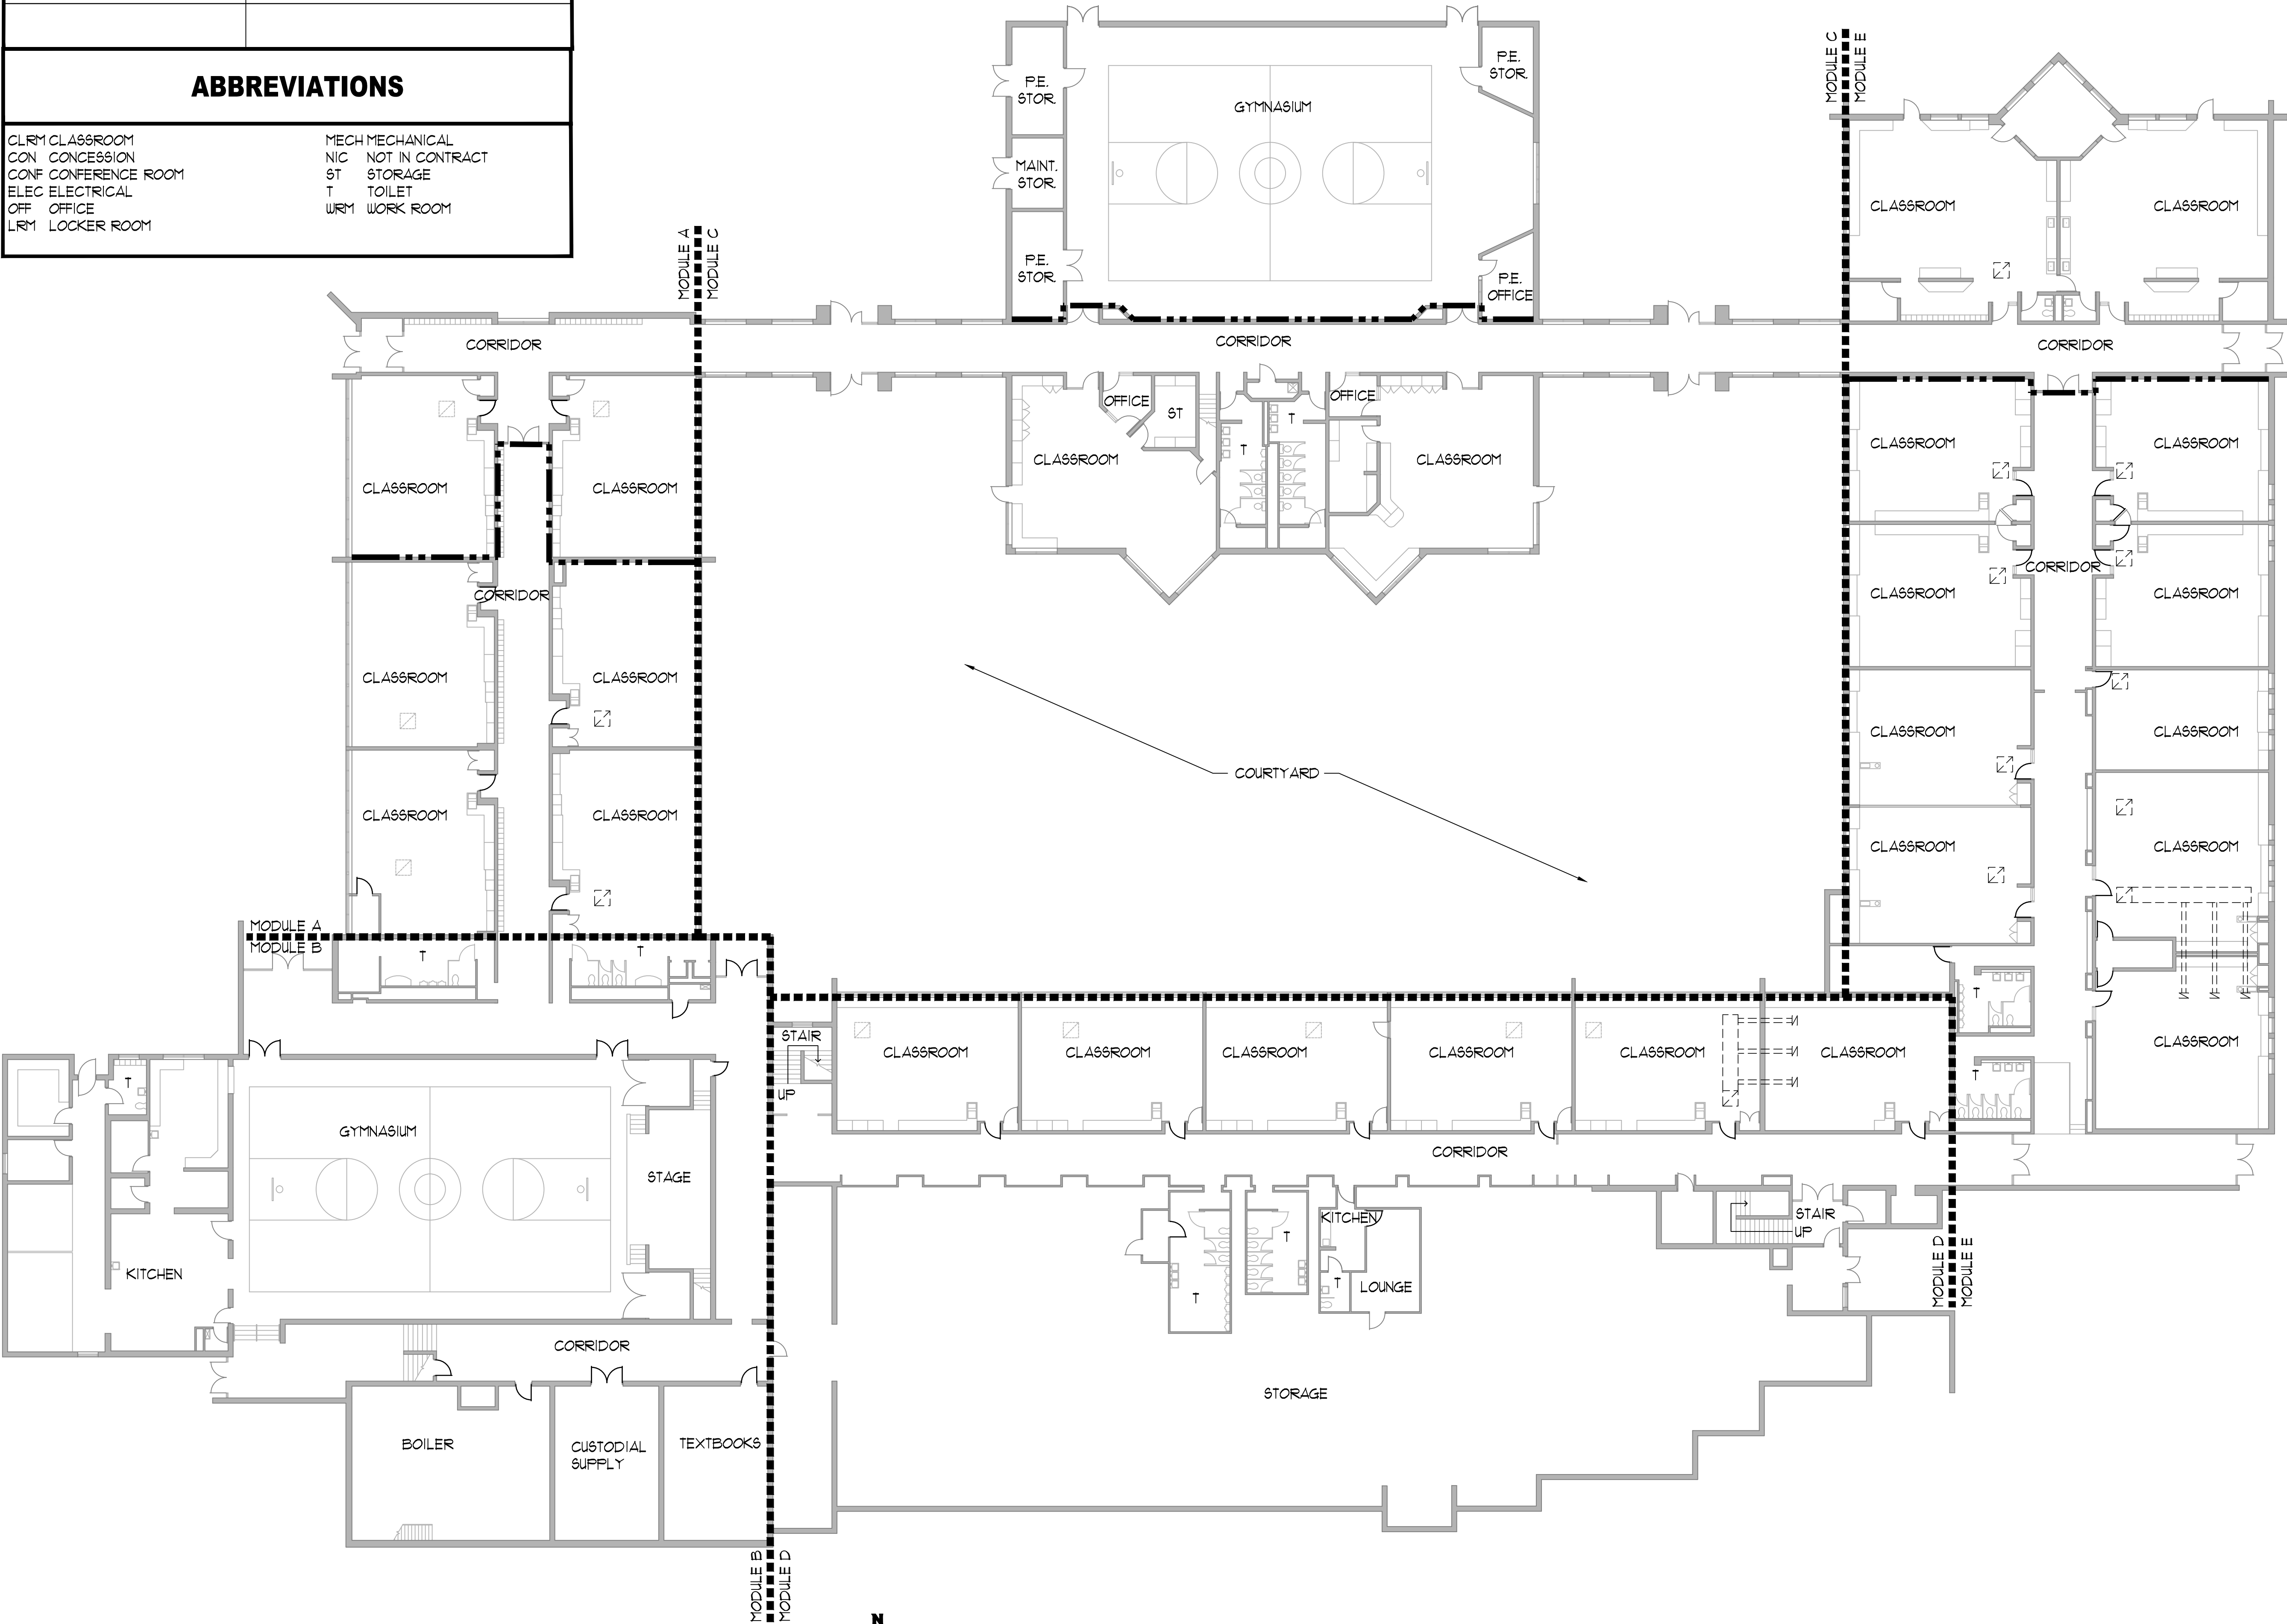 ABBREVIATIONS
CLRM CLASSROOM
CON CONCESSION
CONF CONFERENCE ROOM
ELEC ELECTRICAL
OFF OFFICE
LRM LOCKER ROOM
MECH MECHANICAL
NIC NOT IN CONTRACT
ST STORAGE
T TOILET
WRM WORK ROOM
MODULE A
MODULE C
MODULE C
MODULE E
P.E.
STOR.
MAINT.
STOR.
P.E.
STOR.
GYMNASIUM
P.E.
STOR.
P.E.
OFFICE
CLASSROOM
CLASSROOM
CORRIDOR
CORRIDOR
CORRIDOR
OFFICE
ST
T
T
OFFICE
CLASSROOM
CLASSROOM
CLASSROOM
CLASSROOM
CORRIDOR
CLASSROOM
CLASSROOM
CLASSROOM
CLASSROOM
CLASSROOM
CLASSROOM
CORRIDOR
CLASSROOM
CLASSROOM
CLASSROOM
CLASSROOM
CLASSROOM
CLASSROOM
CLASSROOM
COURTYARD
MODULE A
MODULE B
T
T
STAIR
UP
CLASSROOM
CLASSROOM
CLASSROOM
CLASSROOM
CLASSROOM
CLASSROOM
T
T
CORRIDOR
T
GYMNASIUM
STAGE
KITCHEN
T
T
KITCHEN
T
LOUNGE
STAIR
UP
MODULE D
MODULE E
CORRIDOR
STORAGE
BOILER
CUSTODIAL
SUPPLY
TEXTBOOKS
MODULE B
MODULE D
N